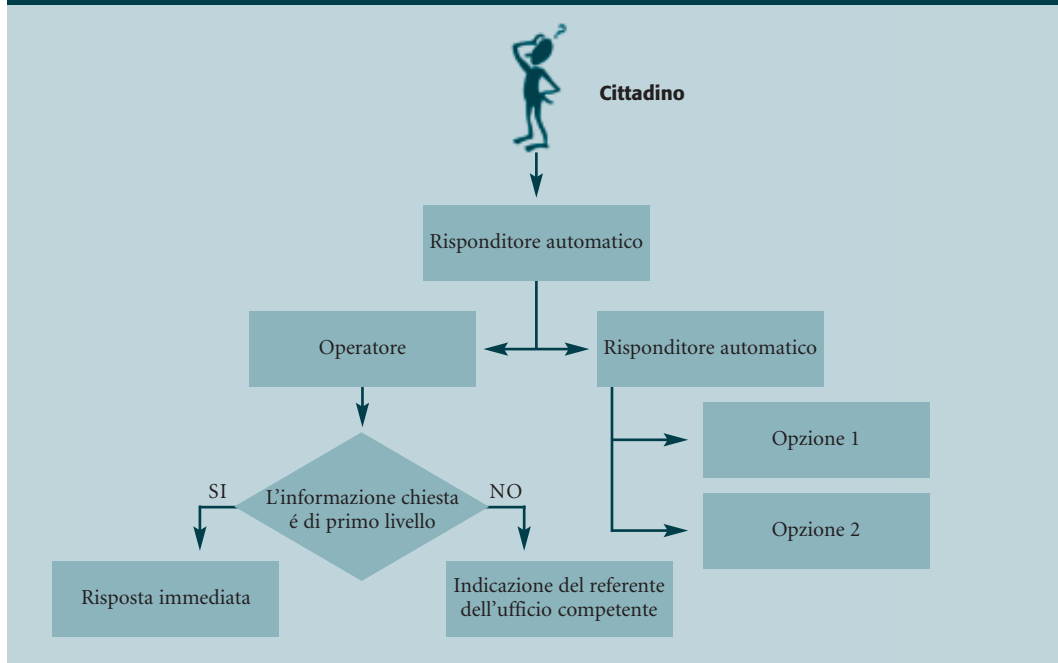 ?
Cittadino
Risponditore automatico
Operatore
Risponditore automatico
Opzione 1
SI
L’informazione chiesta
é di primo livello
NO
Opzione 2
Risposta immediata
Indicazione del referente
dell’ufficio competente